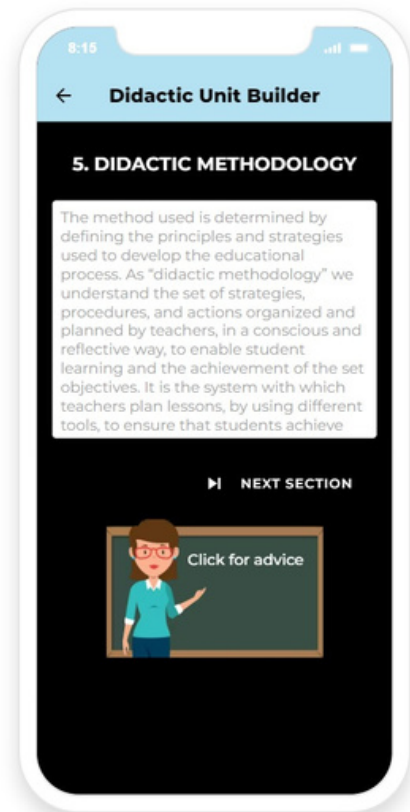 8:15
Didactic Unit Builder
5. DIDACTIC METHODOLOGY
The method used is determined by
defining the principles and strategies
used to develop the educational
process. As “didactic methodology” we
understand the set of strategies,
procedures, and actions organized and
planned by teachers, in a conscious and
reflective way, to enable student
learning and the achievement of the set
objectives. It is the system with which
teachers plan lessons, by using different
tools, to ensure that students achieve
NEXT SECTION
Click for advice